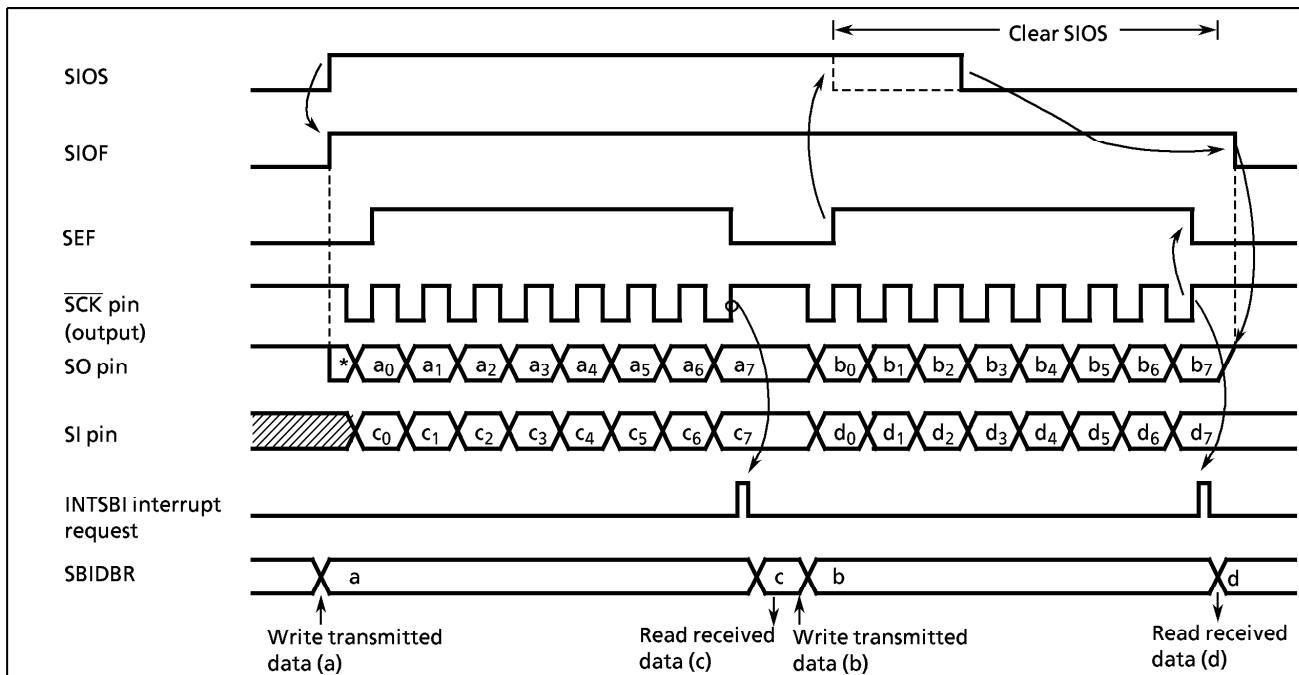 Clear SIOS
SIOS
SIOF
SEF
SCK pin
(output)
SO pin
* a0 a1 a2 a3 a4 a5 a6 a7 b0 b1 b2 b3 b4 b5 b6 b7
SI pin
c0 c1 c2 c3 c4 c5 c6 c7 d0 d1 d2 d3 d4 d5 d6 d7
INTSBI interrupt
request
SBIDBR
a c b d
Write transmitted
data (a)
Read received
data (c)
Write transmitted
data (b)
Read received
data (d)